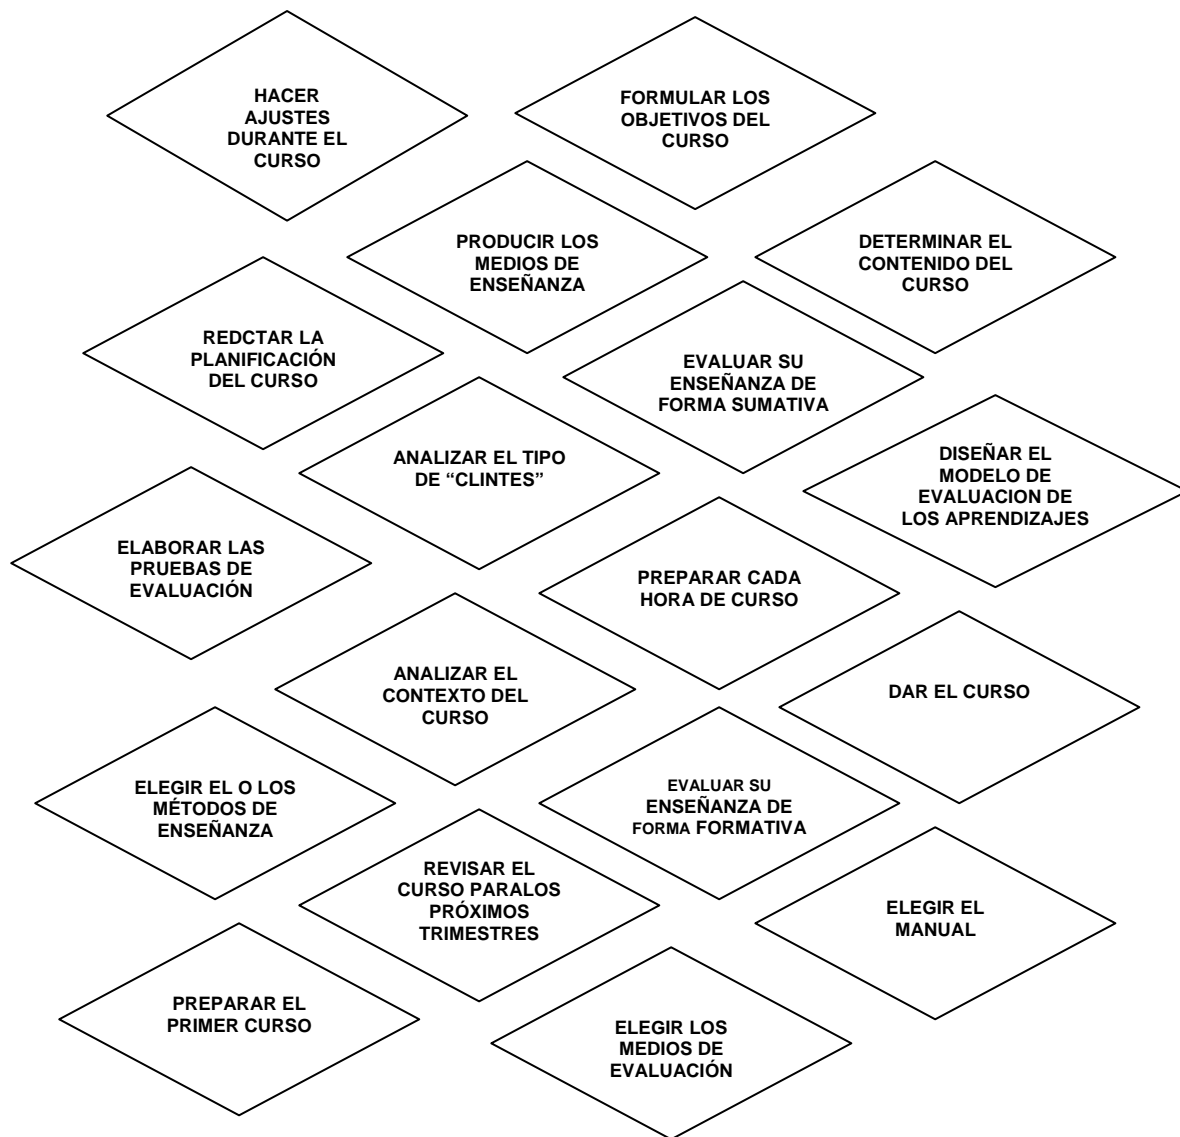 HACER
AJUSTES
DURANTE EL
CURSO
FORMULAR LOS
OBJETIVOS DEL
CURSO
PRODUCIR LOS
MEDIOS DE
ENSEÑANZA
DETERMINAR EL
CONTENIDO DEL
CURSO
REDCTAR LA
PLANIFICACIÓN
DEL CURSO
EVALUAR SU
ENSEÑANZA DE
FORMA SUMATIVA
ANALIZAR EL TIPO
DE “CLINTES”
DISEÑAR EL
MODELO DE
EVALUACION DE
LOS APRENDIZAJES
ELABORAR LAS
PRUEBAS DE
EVALUACIÓN
PREPARAR CADA
HORA DE CURSO
ANALIZAR EL
CONTEXTO DEL
CURSO
DAR EL CURSO
ELEGIR EL O LOS
MÉTODOS DE
ENSEÑANZA
EVALUAR SU
ENSEÑANZA DE
FORMA FORMATIVA
REVISAR EL
CURSO PARALOS
PRÓXIMOS
TRIMESTRES
ELEGIR EL
MANUAL
PREPARAR EL
PRIMER CURSO
ELEGIR LOS
MEDIOS DE
EVALUACIÓN